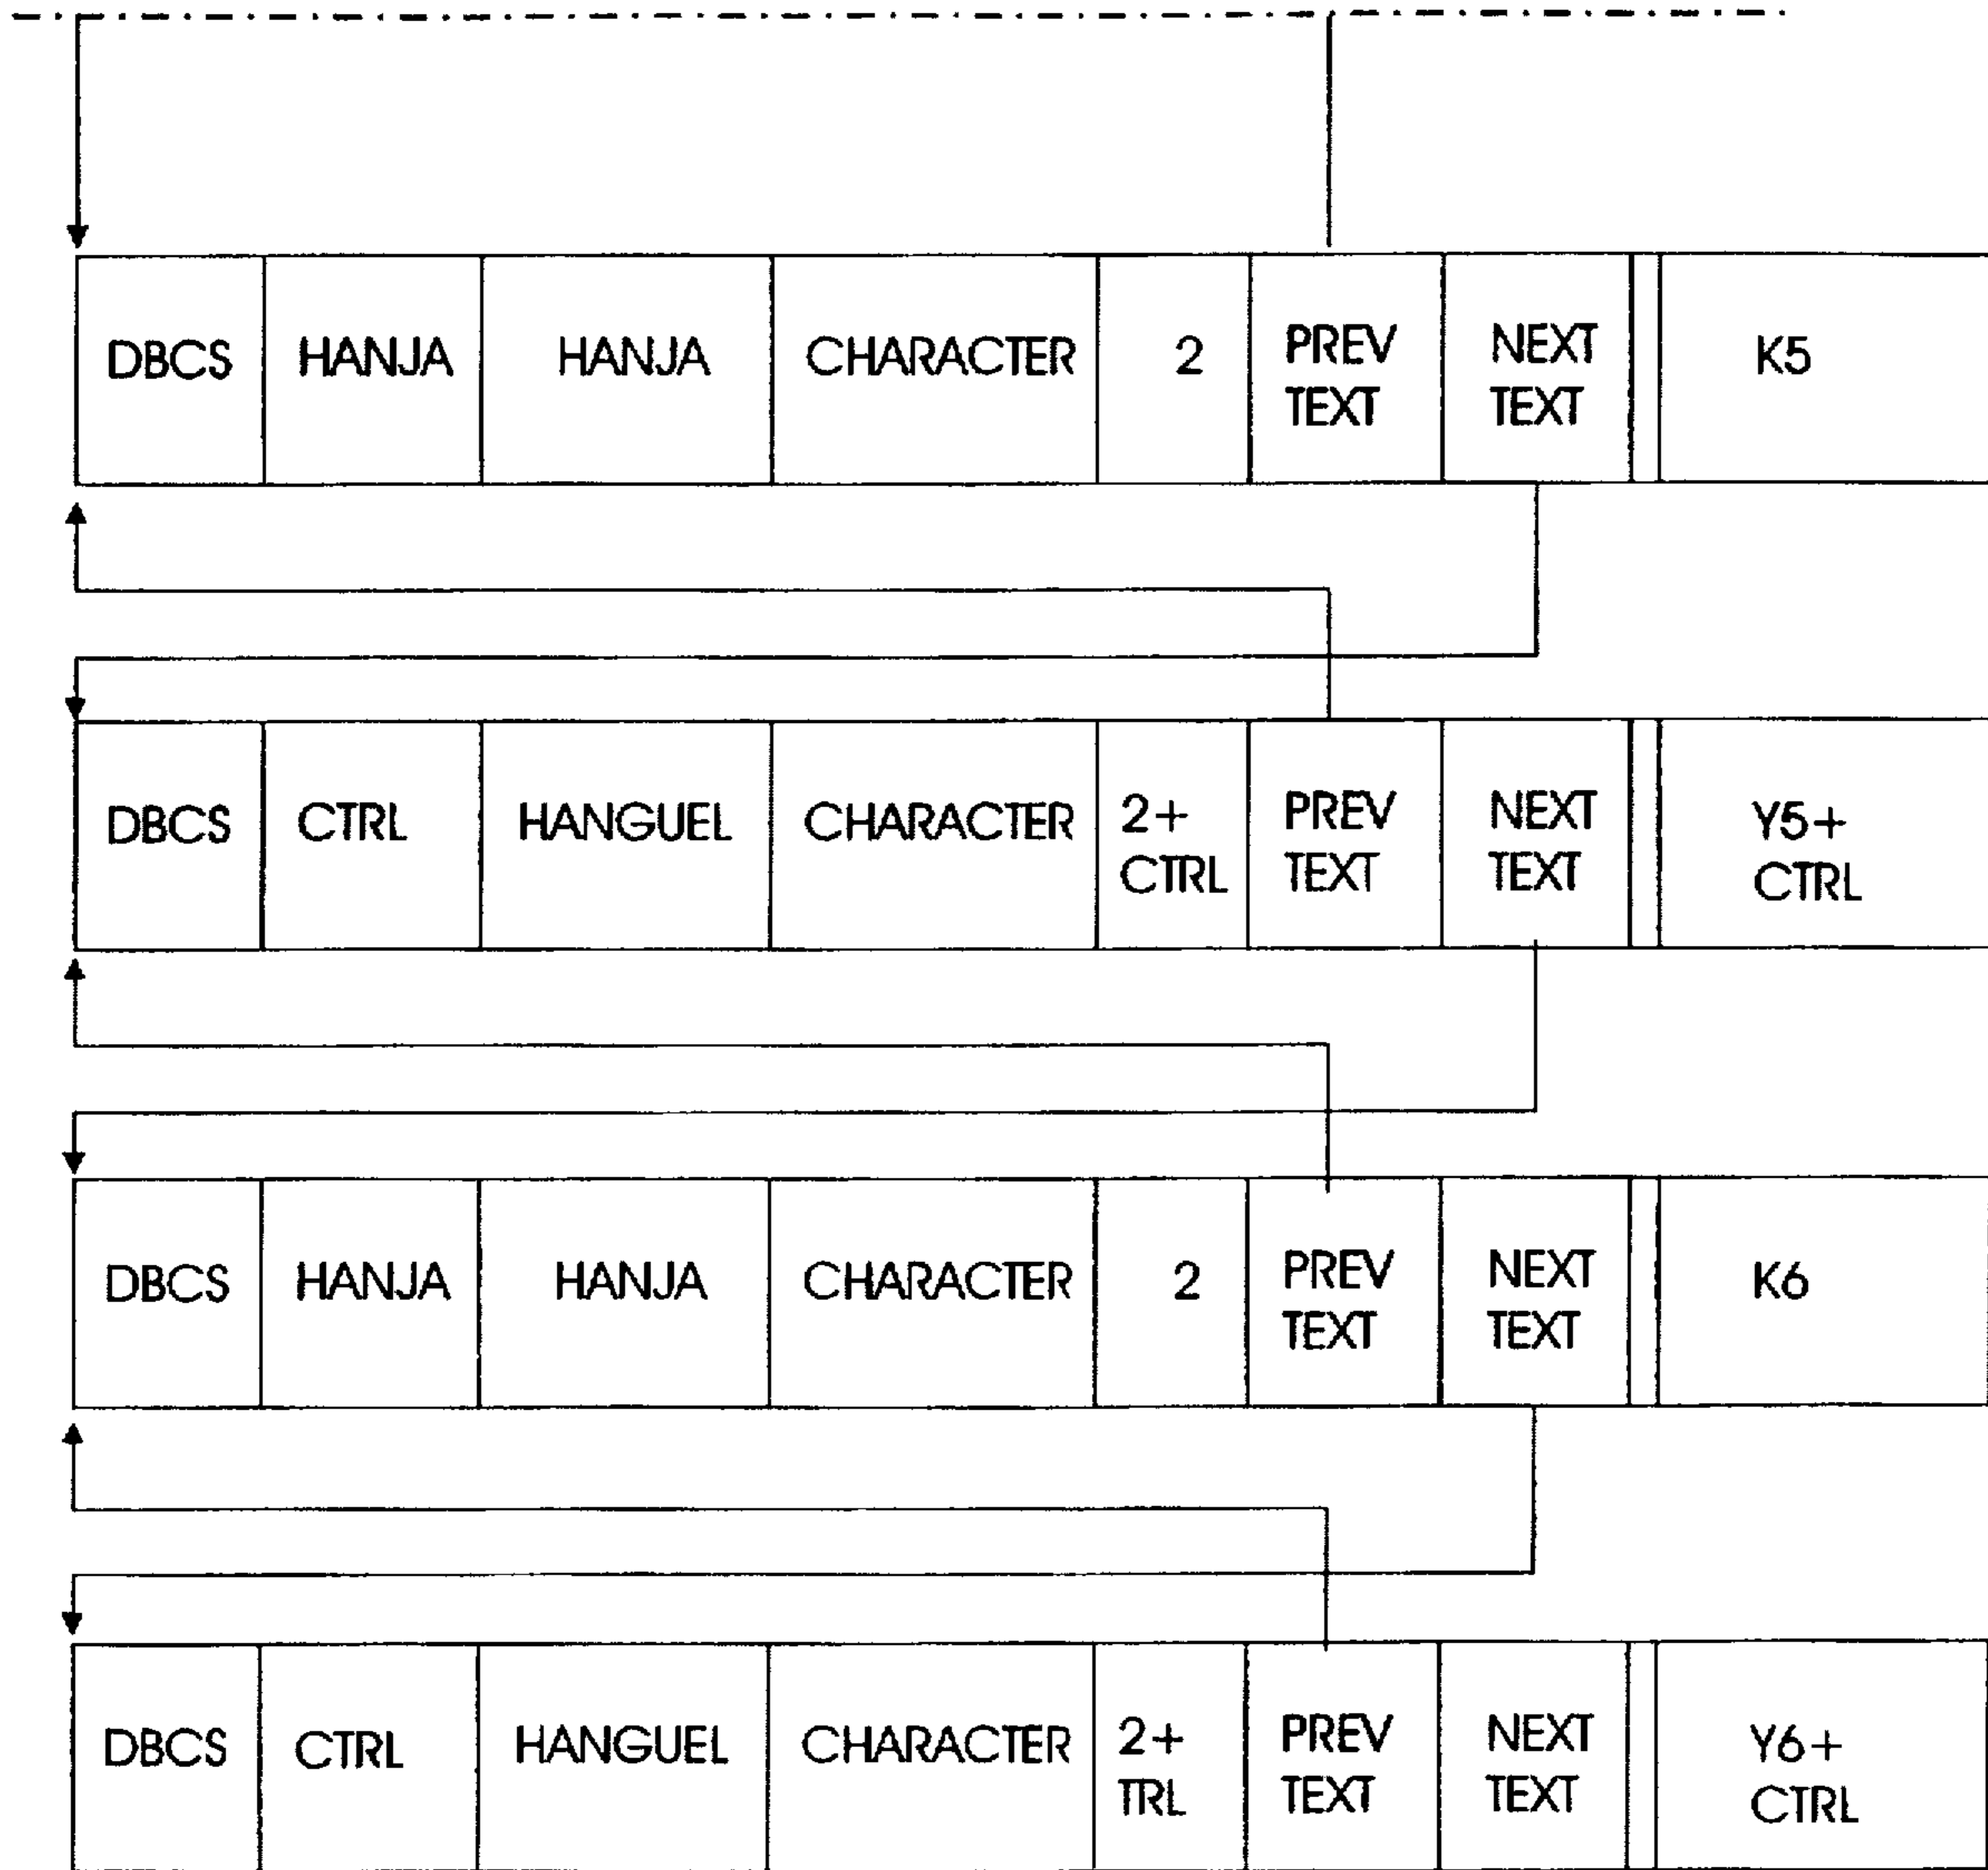 DBCS HANJA HANJA CHARACTER 2 PREV TEXT NEXT TEXT K5
DBCS CTRL HANGUEL CHARACTER 2+ CTRL PREV TEXT NEXT TEXT Y5+ CTRL
DBCS HANJA HANJA CHARACTER 2 PREV TEXT NEXT TEXT K6
DBCS CTRL HANGUEL CHARACTER 2+ TRL PREV TEXT NEXT TEXT Y6+ CTRL